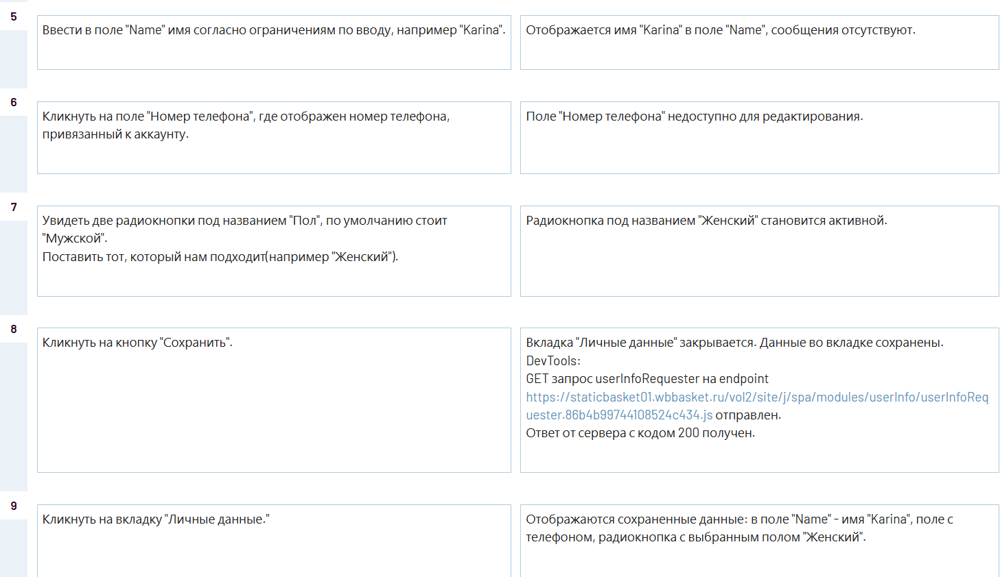 5
Ввести в поле "Name" имя согласно ограничениям по вводу, например "Karina".
Отображается имя "Karina" в поле "Name", сообщения отсутствуют.
6
Кликнуть на поле "Номер телефона", где отображен номер телефона,
привязанный к аккаунту.
Поле "Номер телефона" недоступно для редактирования.
7
Увидеть две радиокнопки под названием "Пол", по умолчанию стоит
"Мужской".
Поставить тот, который нам подходит(например "Женский").
Радиокнопка под названием "Женский" становится активной.
8
Кликнуть на кнопку "Сохранить".
Вкладка "Личные данные" закрывается. Данные во вкладке сохранены.
DevTools:
GET запрос userInfoRequester на endpoint
https://staticbasket01.wbbasket.ru/vol2/site/j/spa/modules/userInfo/userInfoReq
uester.86b4b99744108524c434.js отправлен.
Ответ от сервера с кодом 200 получен.
9
Кликнуть на вкладку "Личные данные."
Отображаются сохраненные данные: в поле "Name" - имя "Karina", поле с
телефоном, радиокнопка с выбранным полом "Женский".